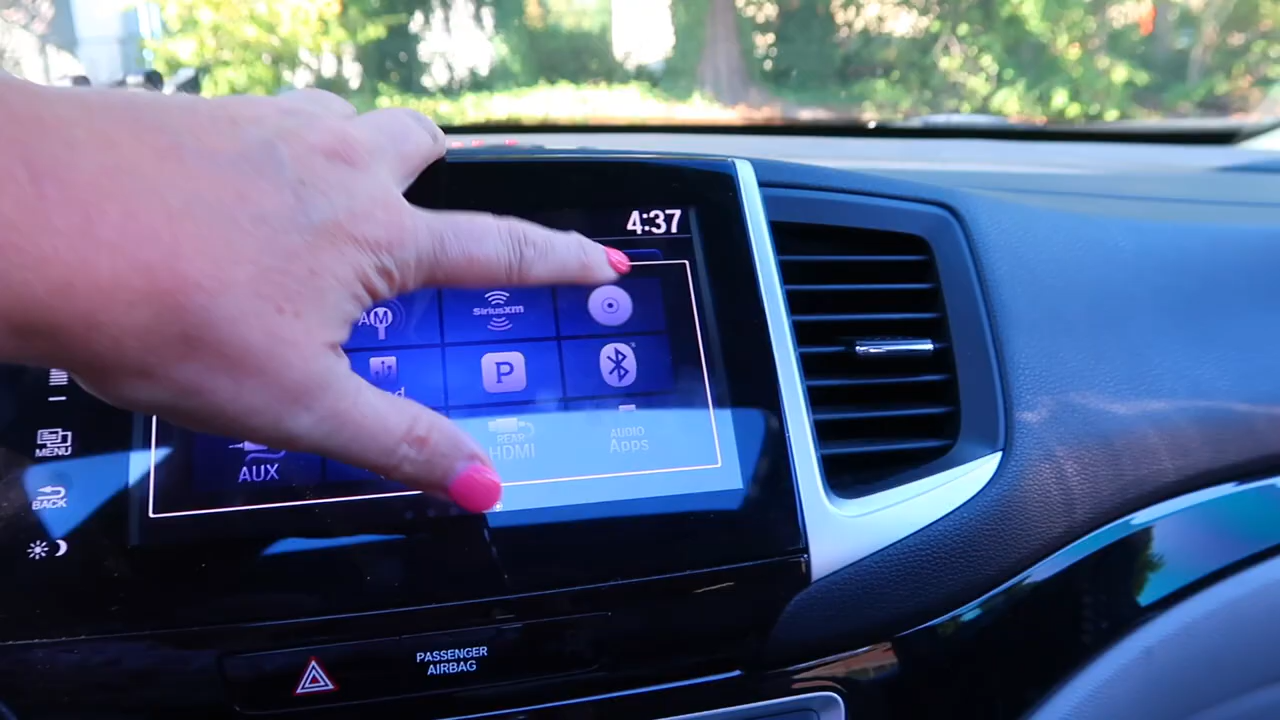 4:37
AM
SiriusXM
P
MENU
REAR
HDMI
AUDIO
Apps
AUX
BACK
PASSENGER
AIRBAG